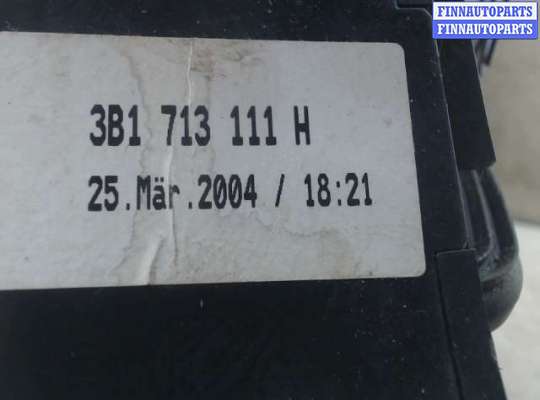 FINNAUTOPARTS
FINNAUTOPARTS
3B1 713 111 H
25.Mär.2004 / 18:21